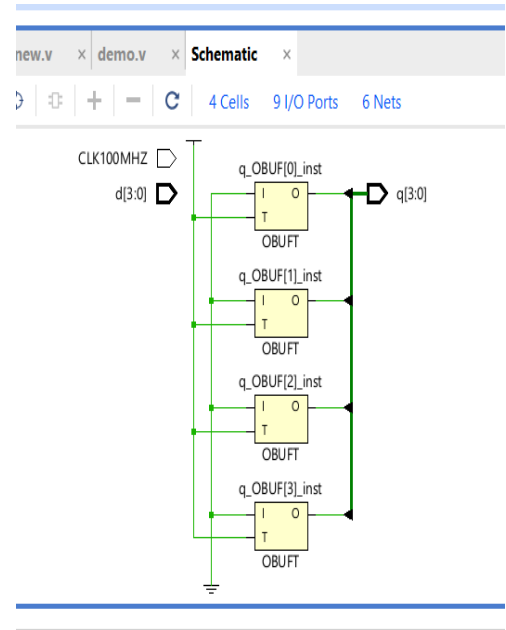 new.v × demo.v × Schematic ×
4 Cells 9 I/O Ports 6 Nets
CLK100MHZ
d[3:0]
q_OBUF[0]_inst
I O
T
OBUFT
q[3:0]
q_OBUF[1]_inst
I O
T
OBUFT
q_OBUF[2]_inst
I O
T
OBUFT
q_OBUF[3]_inst
I O
T
OBUFT